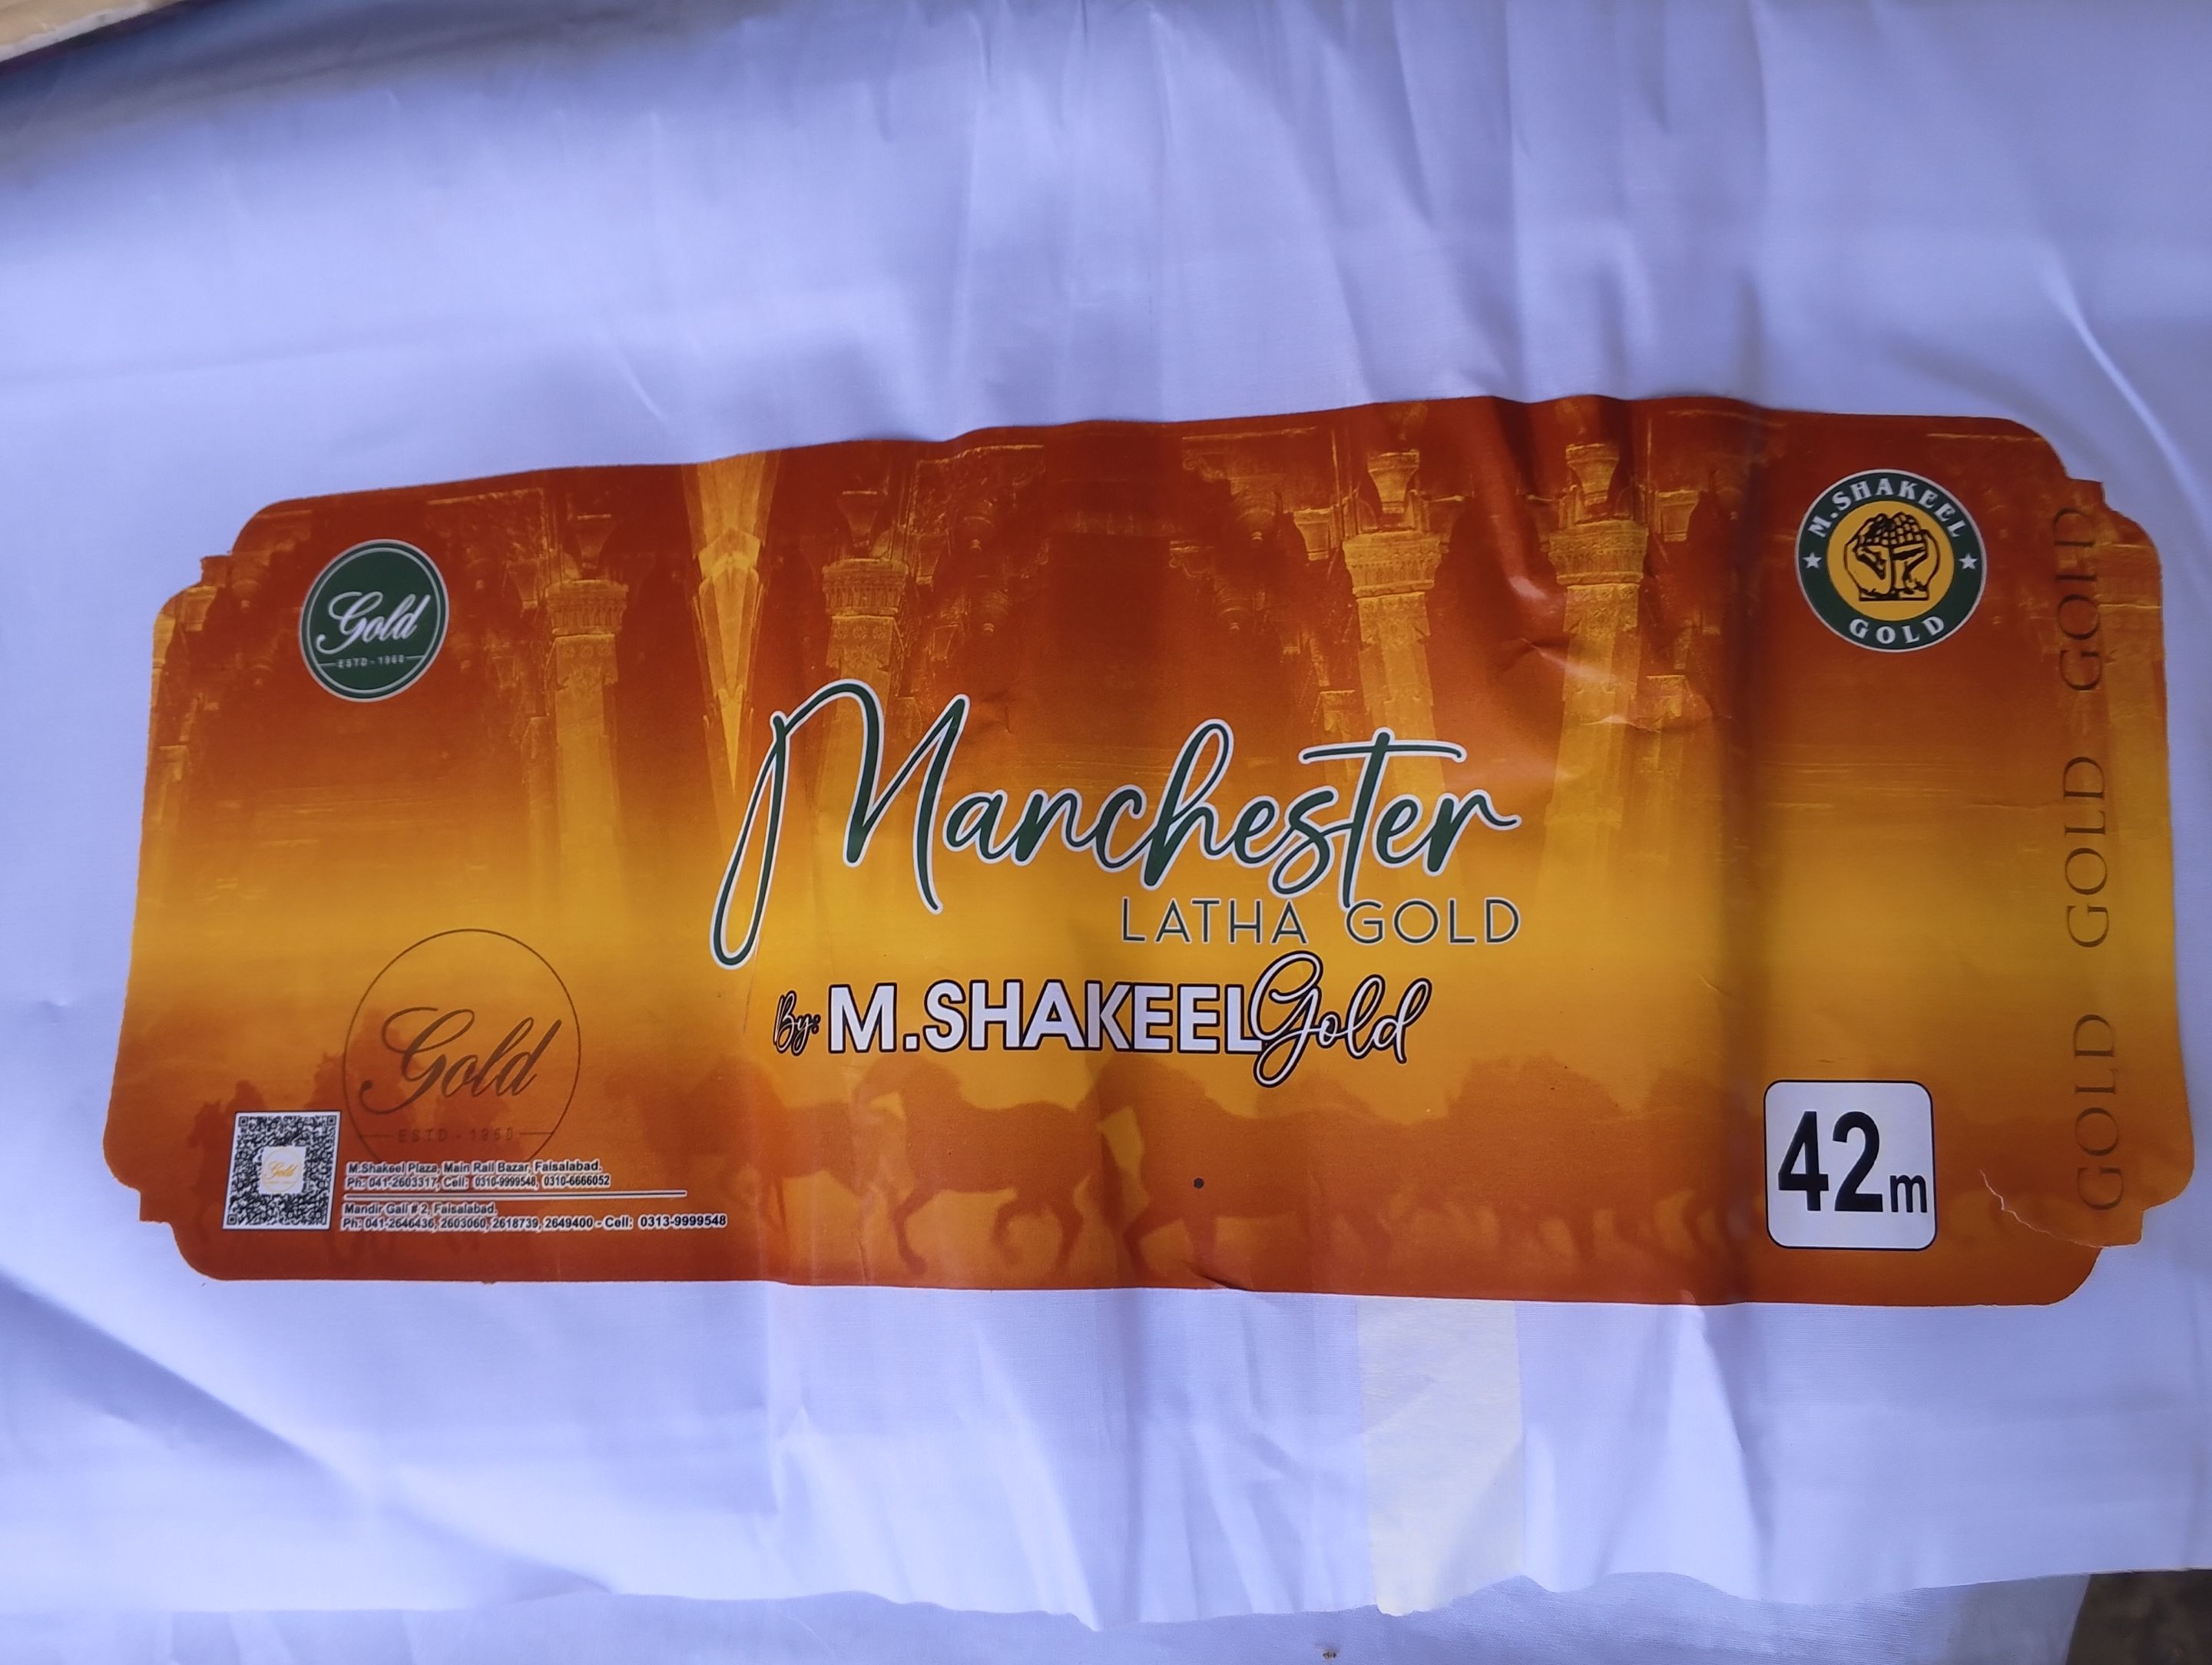 Gold
ESTD - 1960
M.SHAKEEL
GOLD
Manchester
LATHA GOLD
By: M.SHAKEEL Gold
Gold
ESTD - 1960
Gold
M.Shakeel Plaza, Main Rail Bazar, Faisalabad.
Ph: 041-2603317, Cell: 0310-9999548, 0310-6666052
Mandir Gali # 2, Faisalabad.
Ph: 041-2646436, 2603060, 2618739, 2649400 - Cell: 0313-9999548
42m
GOLD GOLD GOLD